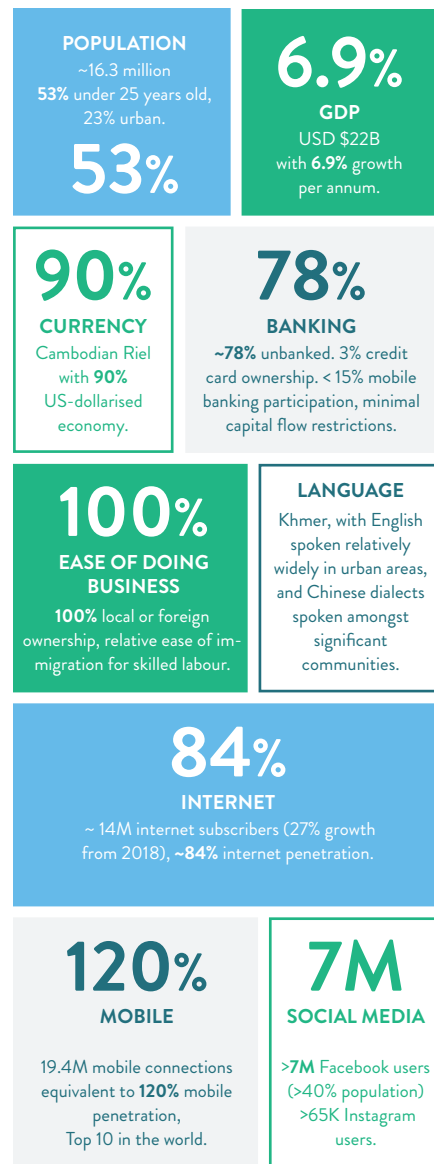 POPULATION
~16.3 million
53% under 25 years old,
23% urban.
53%
6.9%
GDP
USD $22B
with 6.9% growth
per annum.
90%
CURRENCY
Cambodian Riel
with 90%
US-dollarised
economy.
78%
BANKING
~78% unbanked. 3% credit
card ownership. < 15% mobile
banking participation, minimal
capital flow restrictions.
100%
EASE OF DOING
BUSINESS
100% local or foreign
ownership, relative ease of im-
migration for skilled labour.
LANGUAGE
Khmer, with English
spoken relatively
widely in urban areas,
and Chinese dialects
spoken amongst
significant
communities.
84%
INTERNET
~ 14M internet subscribers (27% growth
from 2018), ~84% internet penetration.
120%
MOBILE
19.4M mobile connections
equivalent to 120% mobile
penetration,
Top 10 in the world.
7M
SOCIAL MEDIA
>7M Facebook users
(>40% population)
>65K Instagram
users.